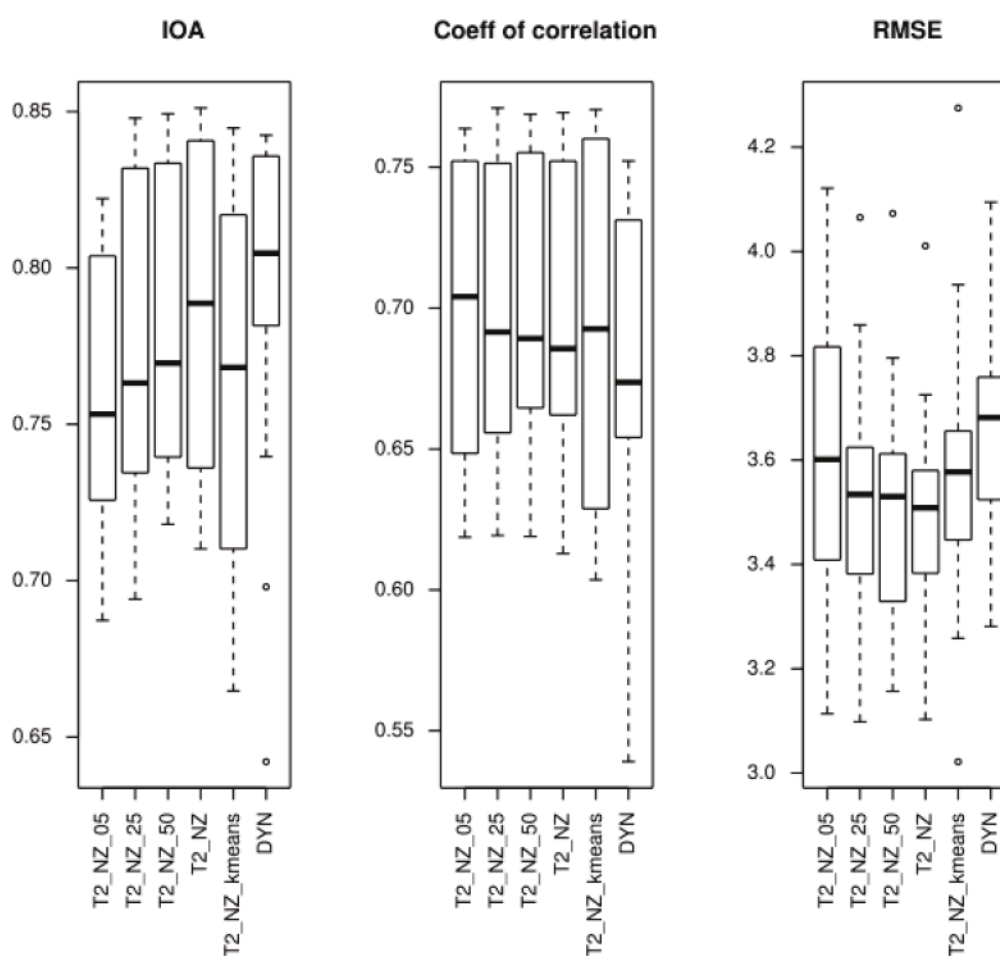 IOA
0.85
0.80
0.75
0.70
0.65
T2_NZ_05
T2_NZ_25
T2_NZ_50
T2_NZ
T2_NZ_kmeans
DYN
Coeff of correlation
0.75
0.70
0.65
0.60
0.55
T2_NZ_05
T2_NZ_25
T2_NZ_50
T2_NZ
T2_NZ_kmeans
DYN
RMSE
4.2
4.0
3.8
3.6
3.4
3.2
3.0
T2_NZ_05
T2_NZ_25
T2_NZ_50
T2_NZ
T2_NZ_kmeans
DYN